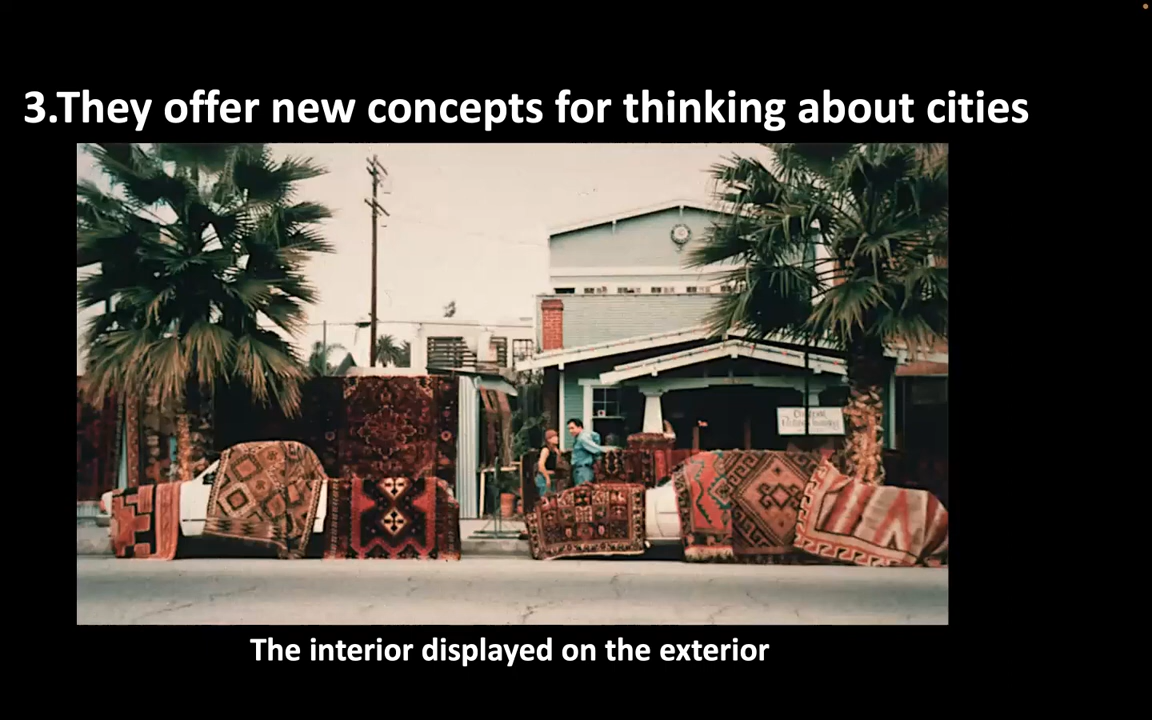 3.They offer new concepts for thinking about cities
The interior displayed on the exterior